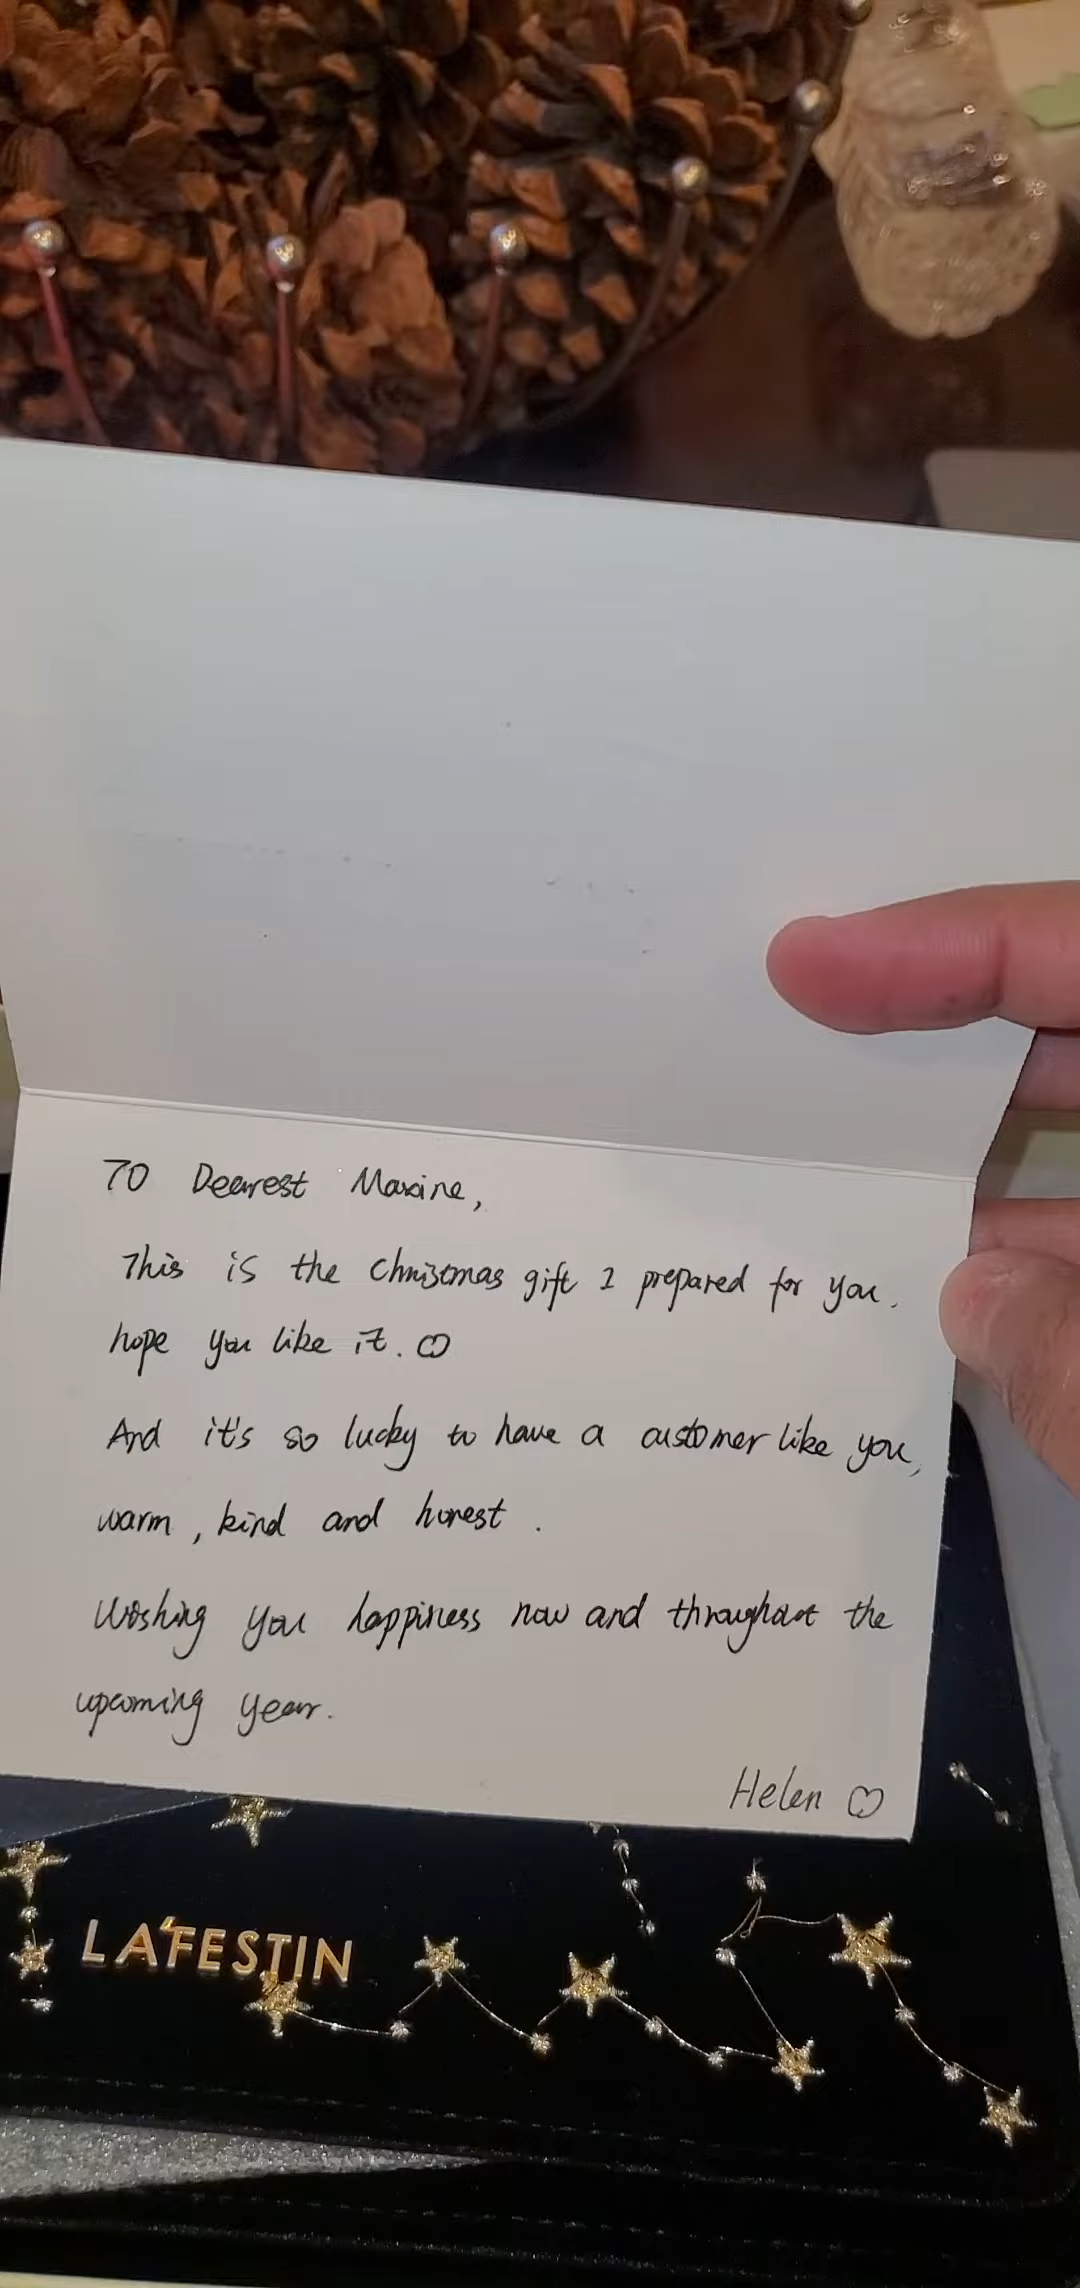 TO Dearest Maxine,
This is the Christmas gift I prepared for you.
hope you like it. ♡
And it's so lucky to have a customer like you,
warm, kind and honest.
Wishing you happiness now and throughout the
upcoming year.
Helen ♡
LA FESTIN